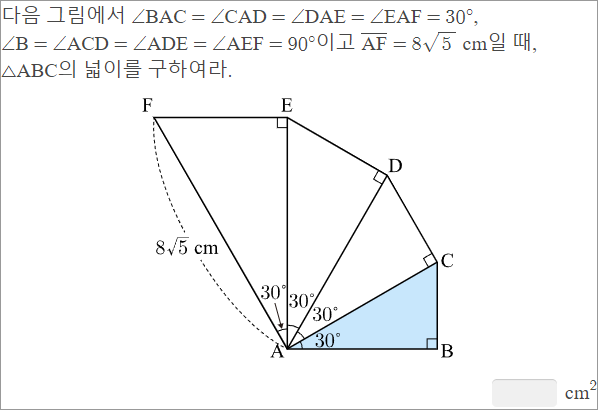 다음 그림에서 ∠BAC = ∠CAD = ∠DAE = ∠EAF = 30°,
∠B = ∠ACD = ∠ADE = ∠AEF = 90°이고 A̅F̅ = 8√5 cm일 때,
△ABC의 넓이를 구하여라.
F
E
D
8√5 cm
C
30°
30°
30°
30°
A
B
cm²